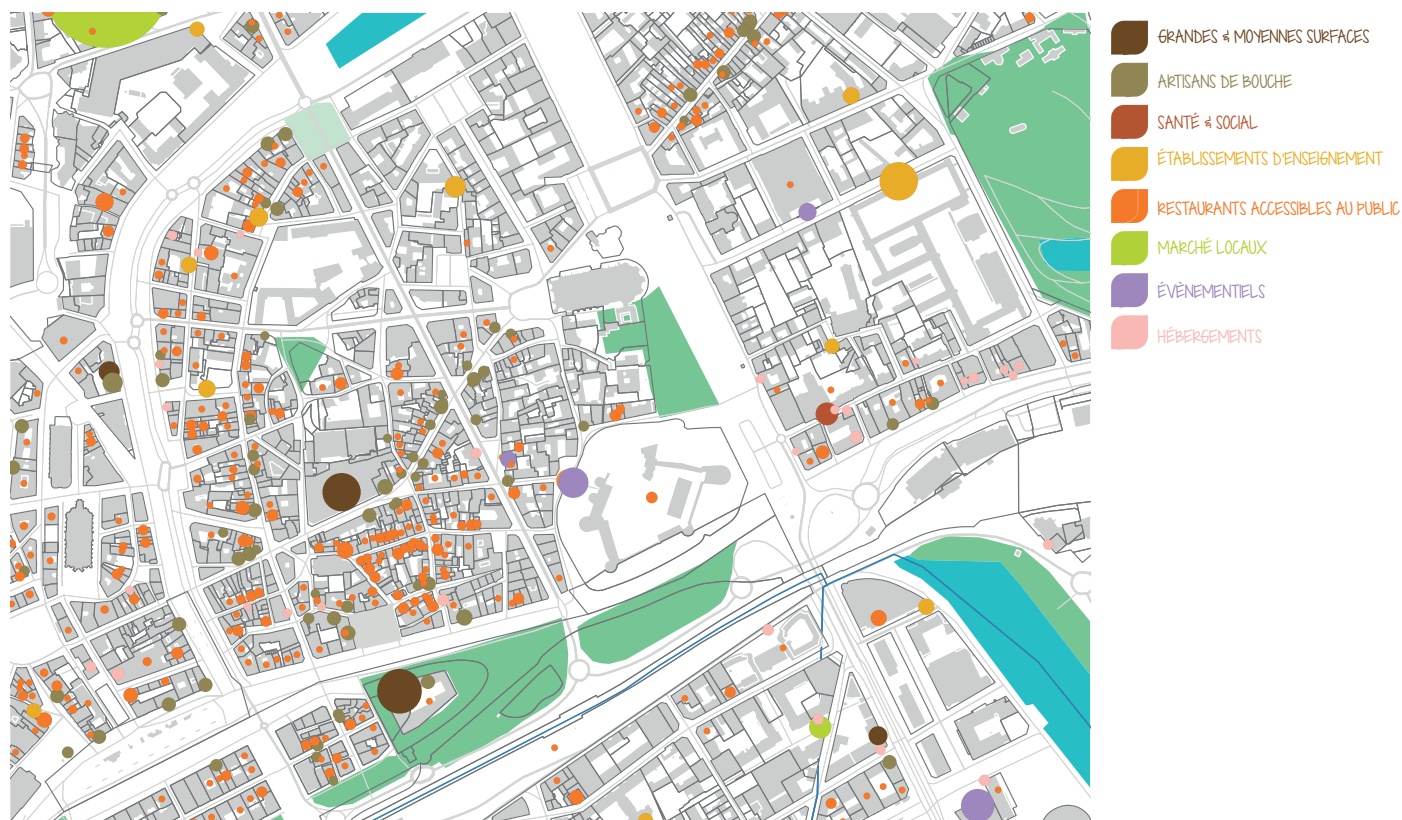 GRANDES & MOYENNES SURFACES
ARTISANS DE BOUCHE
SANTÉ & SOCIAL
ÉTABLISSEMENTS D'ENSEIGNEMENT
RESTAURANTS ACCESSIBLES AU PUBLIC
MARCHÉ LOCAUX
ÉVÈNEMENTIELS
HÉBERGEMENTS